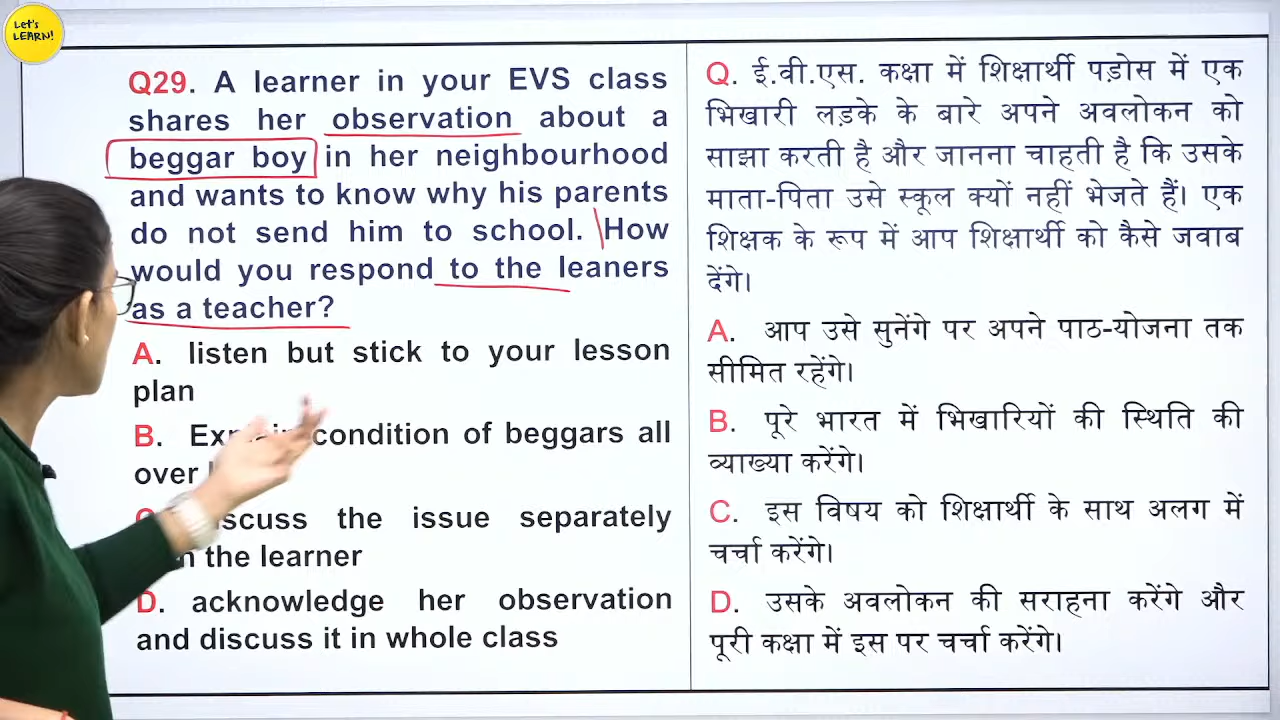 Let's
LEARN!
Q29. A learner in your EVS class
shares her observation about a
beggar boy in her neighbourhood
and wants to know why his parents
do not send him to school. How
would you respond to the leaners
as a teacher?
A. listen but stick to your lesson
plan
B. condition of beggars all
over
the issue separately
the learner
D. acknowledge her observation
and discuss it in whole class
Q. ई.वी.एस. कक्षा में शिक्षार्थी पड़ोस में एक
भिखारी लड़के के बारे अपने अवलोकन को
साझा करती है और जानना चाहती है कि उसके
माता-पिता उसे स्कूल क्यों नहीं भेजते हैं। एक
शिक्षक के रूप में आप शिक्षार्थी को कैसे जवाब
देंगे।
A. आप उसे सुनेंगे पर अपने पाठ-योजना तक
सीमित रहेंगे।
B. पूरे भारत में भिखारियों की स्थिति की
व्याख्या करेंगे।
C. इस विषय को शिक्षार्थी के साथ अलग में
चर्चा करेंगे।
D. उसके अवलोकन की सराहना करेंगे और
पूरी कक्षा में इस पर चर्चा करेंगे।